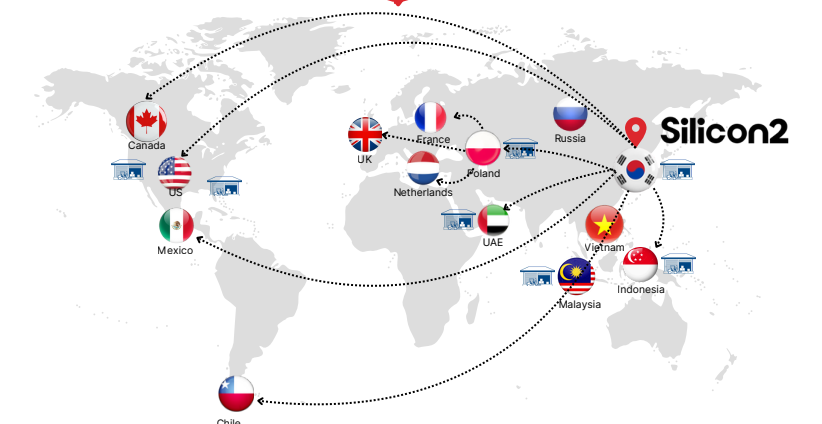 Silicon2
Canada
France
Russia
UK
Poland
US
Netherlands
UAE
Vietnam
Mexico
Indonesia
Malaysia
Chile